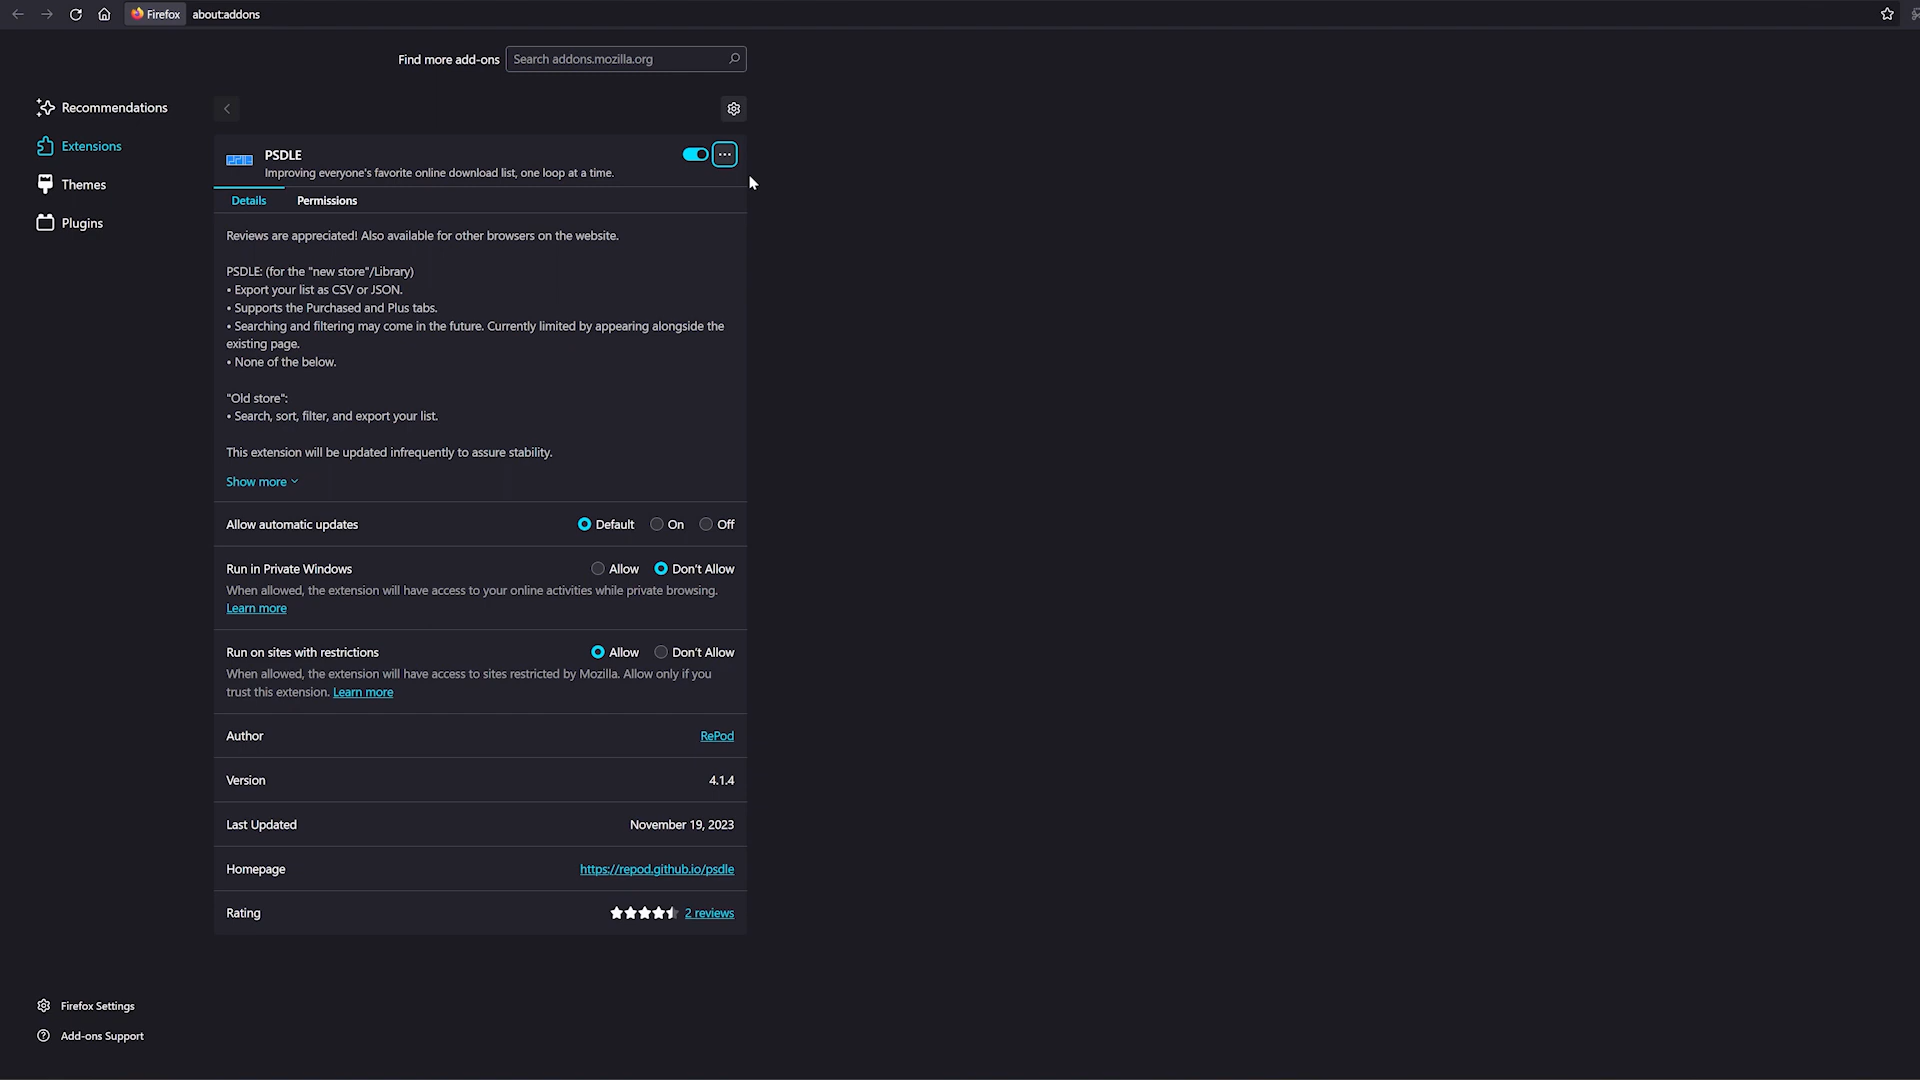 Firefox
about:addons
Find more add-ons
Search addons.mozilla.org
Recommendations
Extensions
Themes
Plugins
PSDLE
Improving everyone's favorite online download list, one loop at a time.
Details
Permissions
Reviews are appreciated! Also available for other browsers on the website.
PSDLE: (for the "new store"/Library)
• Export your list as CSV or JSON.
• Supports the Purchased and Plus tabs.
• Searching and filtering may come in the future. Currently limited by appearing alongside the
existing page.
• None of the below.
"Old store":
• Search, sort, filter, and export your list.
This extension will be updated infrequently to assure stability.
Show more
Allow automatic updates
Default
On
Off
Run in Private Windows
Allow
Don't Allow
When allowed, the extension will have access to your online activities while private browsing.
Learn more
Run on sites with restrictions
Allow
Don't Allow
When allowed, the extension will have access to sites restricted by Mozilla. Allow only if you
trust this extension. Learn more
Author
RePod
Version
4.1.4
Last Updated
November 19, 2023
Homepage
https://repod.github.io/psdle
Rating
2 reviews
Firefox Settings
Add-ons Support